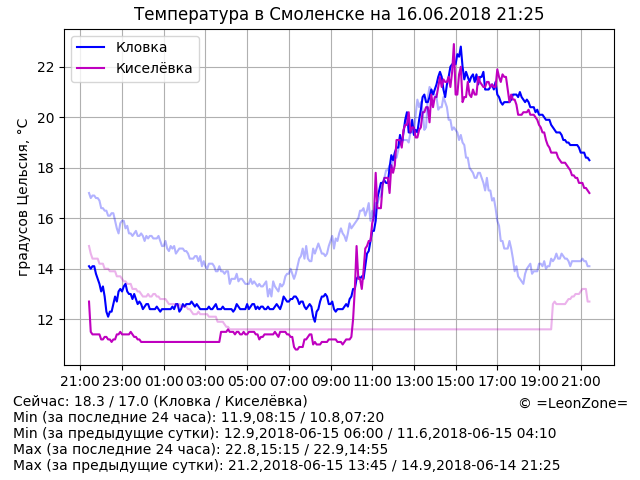 Температура в Смоленске на 16.06.2018 21:25
Кловка
Киселёвка
градусов Цельсия, °C
22
20
18
16
14
12
21:00 23:00 01:00 03:00 05:00 07:00 09:00 11:00 13:00 15:00 17:00 19:00 21:00
Сейчас: 18.3 / 17.0 (Кловка / Киселёвка)
© =LeonZone=
Min (за последние 24 часа): 11.9,08:15 / 10.8,07:20
Min (за предыдущие сутки): 12.9,2018-06-15 06:00 / 11.6,2018-06-15 04:10
Max (за последние 24 часа): 22.8,15:15 / 22.9,14:55
Max (за предыдущие сутки): 21.2,2018-06-15 13:45 / 14.9,2018-06-14 21:25